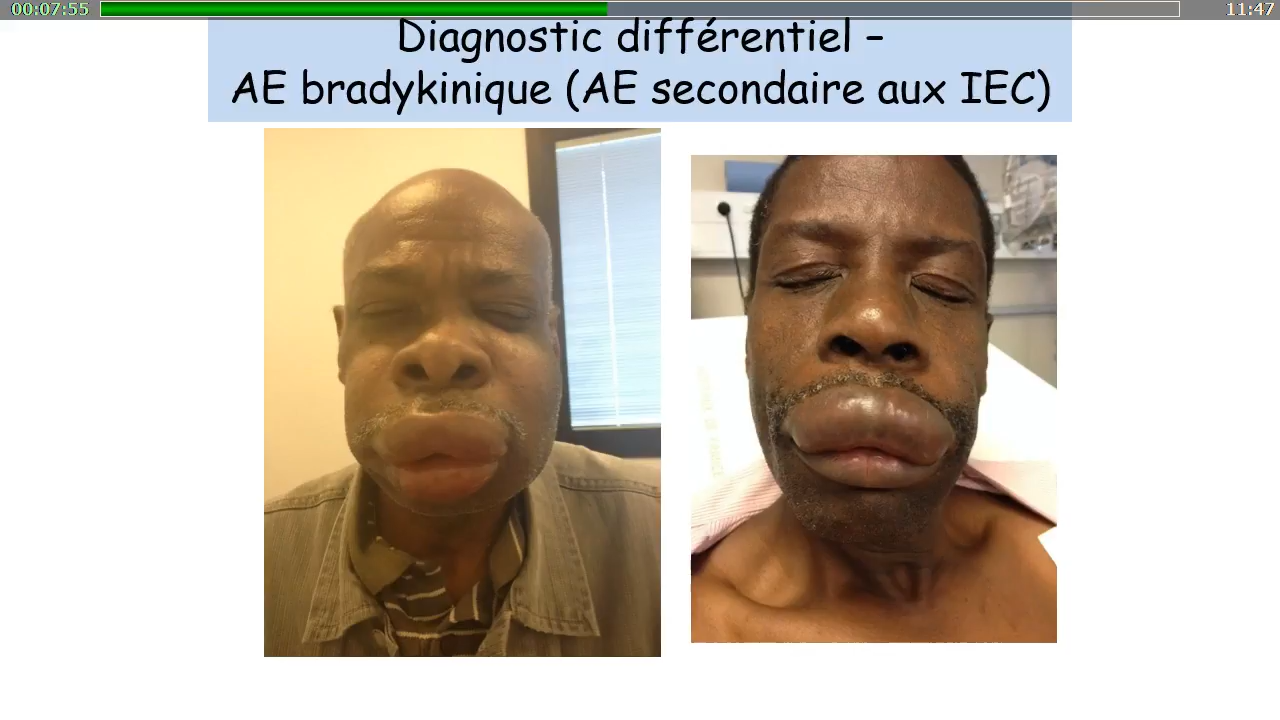 00:07:55
11:47
Diagnostic différentiel –
AE bradykinique (AE secondaire aux IEC)